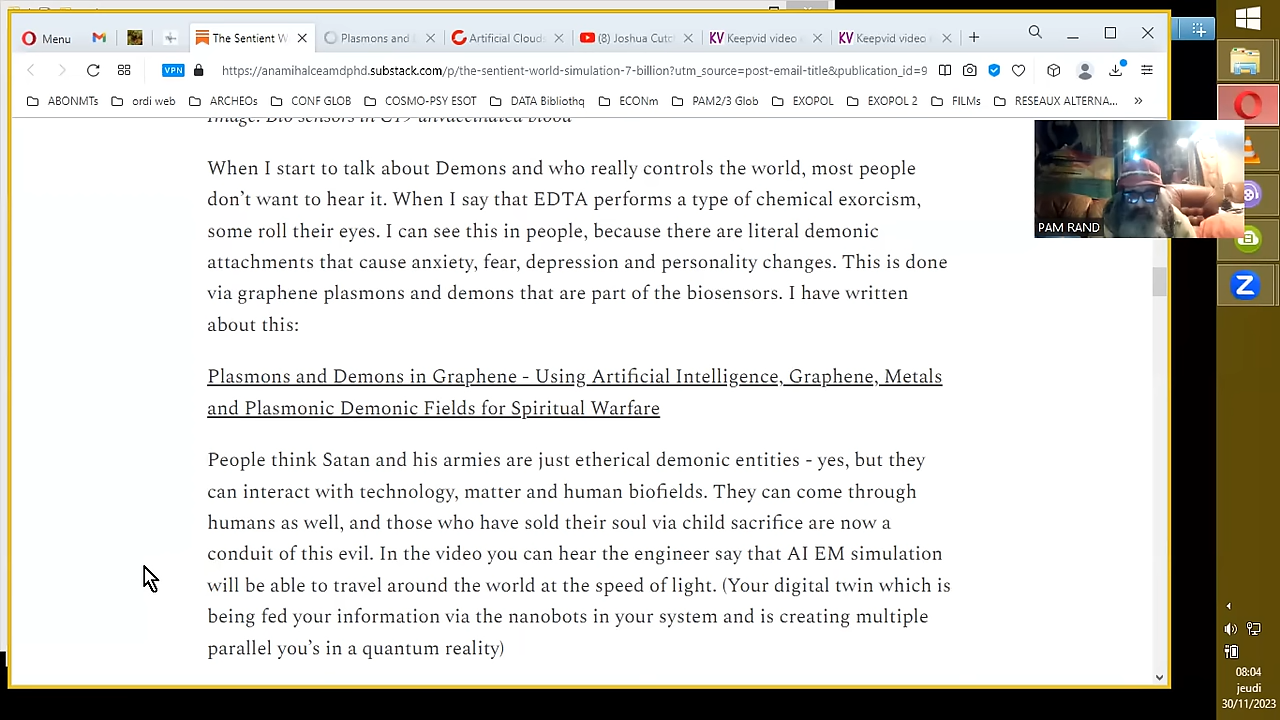 Menu
The Sentient W
Plasmons and
Artificial Clou
(8) Joshua Cutc
Keepvid video
Keepvid video
VPN
https://anamihalceamdphd.substack.com/p/the-sentient-world-simulation-7-billion?utm_source=post-email-title&publication_id=9
ABONMTs
ordi web
ARCHEOs
CONF GLOB
COSMO-PSY ESOT
DATA Bibliothq
ECONm
PAM2/3 Glob
EXOPOL
EXOPOL 2
FILMs
RESEAUX ALTERNA...
Image: Bio sensors in C19 unvaccinated blood
When I start to talk about Demons and who really controls the world, most people
don't want to hear it. When I say that EDTA performs a type of chemical exorcism,
some roll their eyes. I can see this in people, because there are literal demonic
attachments that cause anxiety, fear, depression and personality changes. This is done
via graphene plasmons and demons that are part of the biosensors. I have written
about this:
Plasmons and Demons in Graphene - Using Artificial Intelligence, Graphene, Metals
and Plasmonic Demonic Fields for Spiritual Warfare
People think Satan and his armies are just etherical demonic entities - yes, but they
can interact with technology, matter and human biofields. They can come through
humans as well, and those who have sold their soul via child sacrifice are now a
conduit of this evil. In the video you can hear the engineer say that AI EM simulation
will be able to travel around the world at the speed of light. (Your digital twin which is
being fed your information via the nanobots in your system and is creating multiple
parallel you's in a quantum reality)
PAM RAND
08:04
jeudi
30/11/2023